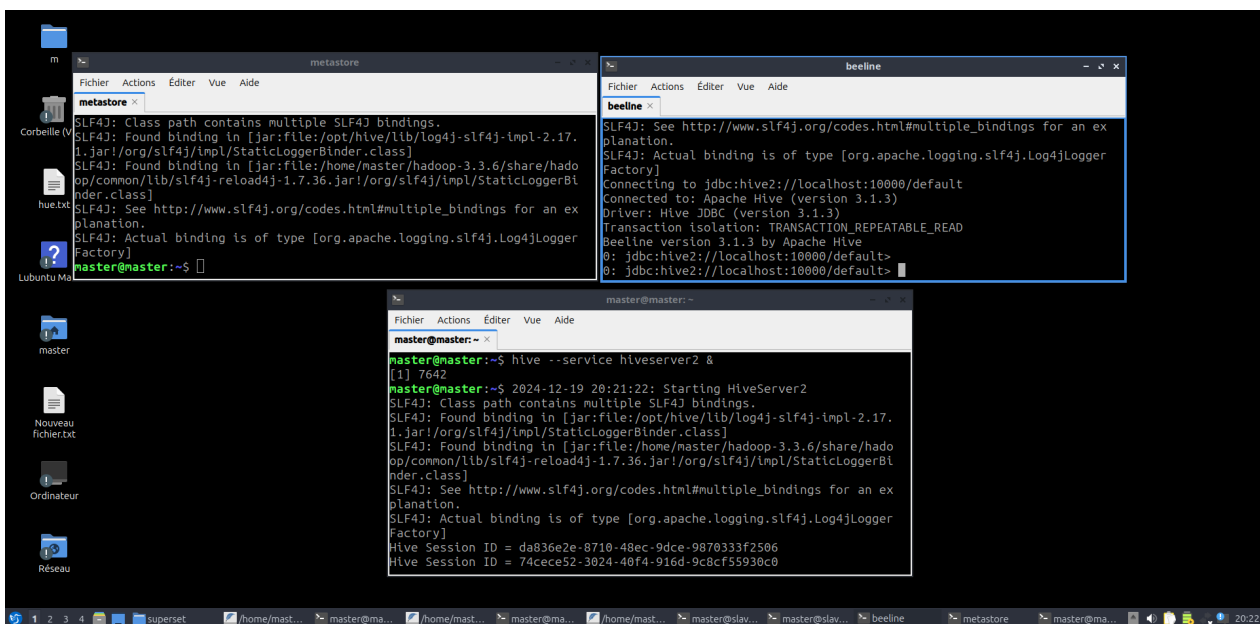 m
Corbeille (V
hue.txt
Lubuntu Ma
master
Nouveau
fichier.txt
Ordinateur
Réseau
metastore
Fichier Actions Éditer Vue Aide
metastore ×
SLF4J: Class path contains multiple SLF4J bindings.
SLF4J: Found binding in [jar:file:/opt/hive/lib/log4j-slf4j-impl-2.17.
1.jar!/org/slf4j/impl/StaticLoggerBinder.class]
SLF4J: Found binding in [jar:file:/home/master/hadoop-3.3.6/share/hado
op/common/lib/slf4j-reload4j-1.7.36.jar!/org/slf4j/impl/StaticLoggerBi
nder.class]
SLF4J: See http://www.slf4j.org/codes.html#multiple_bindings for an ex
planation.
SLF4J: Actual binding is of type [org.apache.logging.slf4j.Log4jLogger
Factory]
master@master:~$
beeline
Fichier Actions Éditer Vue Aide
beeline ×
SLF4J: See http://www.slf4j.org/codes.html#multiple_bindings for an ex
planation.
SLF4J: Actual binding is of type [org.apache.logging.slf4j.Log4jLogger
Factory]
Connecting to jdbc:hive2://localhost:10000/default
Connected to: Apache Hive (version 3.1.3)
Driver: Hive JDBC (version 3.1.3)
Transaction isolation: TRANSACTION_REPEATABLE_READ
Beeline version 3.1.3 by Apache Hive
0: jdbc:hive2://localhost:10000/default>
0: jdbc:hive2://localhost:10000/default>
master@master: ~
Fichier Actions Éditer Vue Aide
master@master: ~ ×
master@master:~$ hive --service hiveserver2 &
[1] 7642
master@master:~$ 2024-12-19 20:21:22: Starting HiveServer2
SLF4J: Class path contains multiple SLF4J bindings.
SLF4J: Found binding in [jar:file:/opt/hive/lib/log4j-slf4j-impl-2.17.
1.jar!/org/slf4j/impl/StaticLoggerBinder.class]
SLF4J: Found binding in [jar:file:/home/master/hadoop-3.3.6/share/hado
op/common/lib/slf4j-reload4j-1.7.36.jar!/org/slf4j/impl/StaticLoggerBi
nder.class]
SLF4J: See http://www.slf4j.org/codes.html#multiple_bindings for an ex
planation.
SLF4J: Actual binding is of type [org.apache.logging.slf4j.Log4jLogger
Factory]
Hive Session ID = da836e2e-8710-48ec-9dce-9870333f2506
Hive Session ID = 74cece52-3024-40f4-916d-9c8cf55930c0
1 2 3 4 superset /home/mast... master@ma... /home/mast... master@ma... /home/mast... master@slav... master@slav... beeline metastore master@ma...